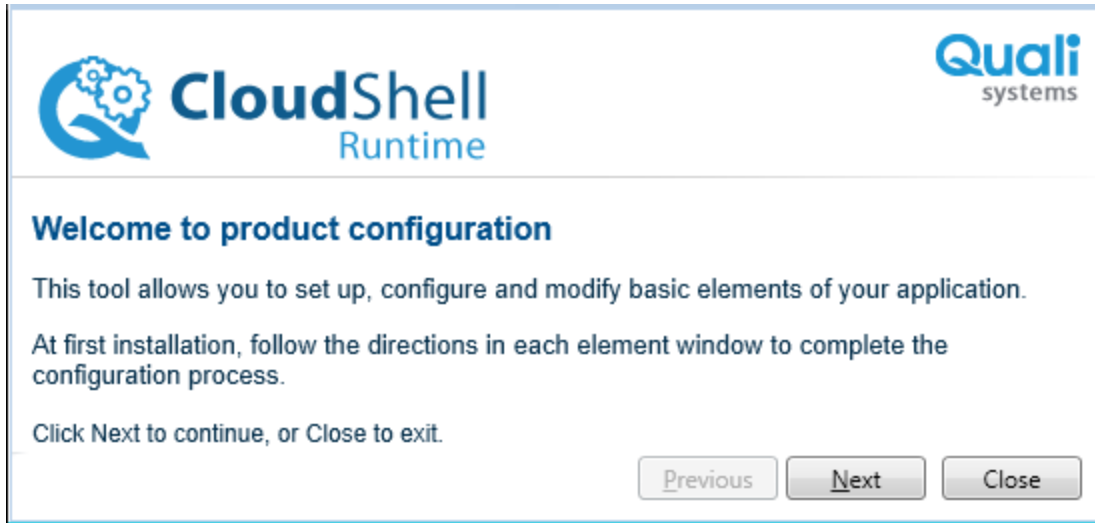 CloudShell
Runtime
Quali
systems
Welcome to product configuration
This tool allows you to set up, configure and modify basic elements of your application.
At first installation, follow the directions in each element window to complete the
configuration process.
Click Next to continue, or Close to exit.
Previous
Next
Close